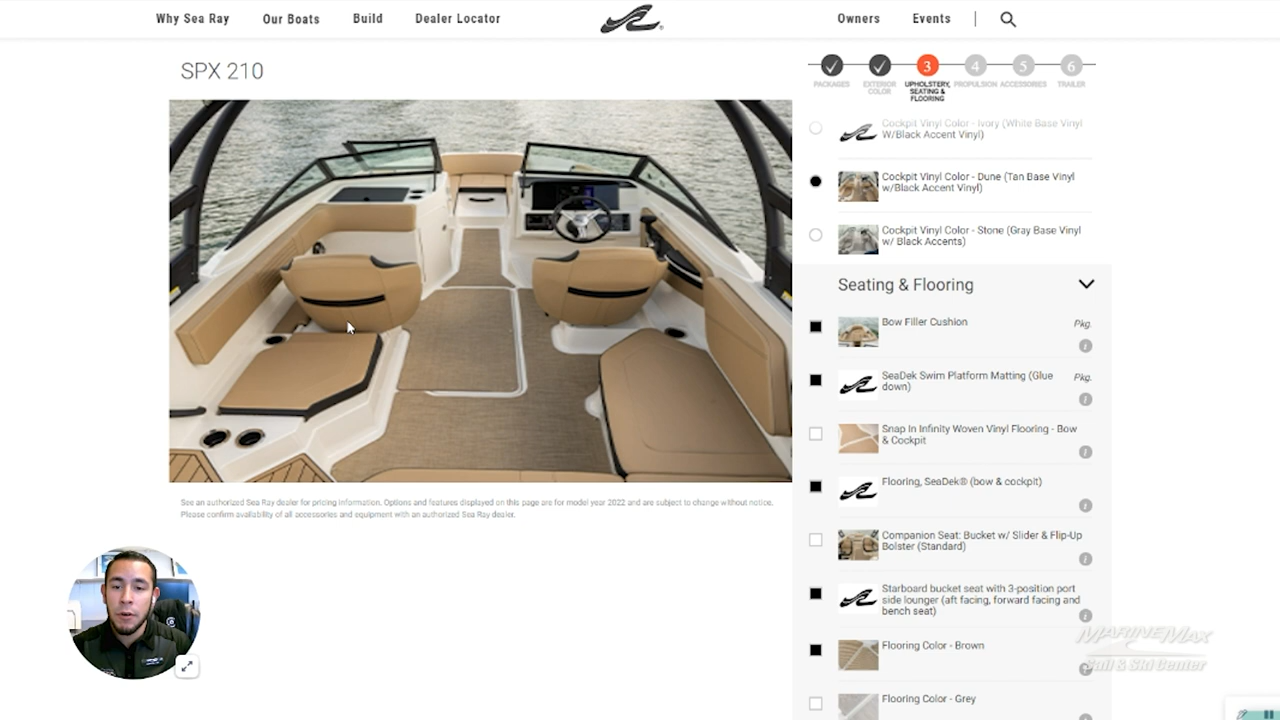 Why Sea Ray
Our Boats
Build
Dealer Locator
Owners
Events
SPX 210
3
4
5
6
PACKAGES
EXTERIOR
COLOR
UPHOLSTERY,
SEATING &
FLOORING
PROPULSION
ACCESSORIES
TRAILER
Cockpit Vinyl Color - Ivory (White Base Vinyl
W/Black Accent Vinyl)
Cockpit Vinyl Color - Dune (Tan Base Vinyl
w/Black Accent Vinyl)
Cockpit Vinyl Color - Stone (Gray Base Vinyl
w/ Black Accents)
Seating & Flooring
Bow Filler Cushion
Pkg.
SeaDek Swim Platform Matting (Glue
down)
Pkg.
Snap In Infinity Woven Vinyl Flooring - Bow
& Cockpit
Flooring, SeaDek® (bow & cockpit)
Companion Seat: Bucket w/ Slider & Flip-Up
Bolster (Standard)
Starboard bucket seat with 3-position port
side lounger (aft facing, forward facing and
bench seat)
Flooring Color - Brown
Flooring Color - Grey
See an authorized Sea Ray dealer for pricing information. Options and features displayed on this page are for model year 2022 and are subject to change without notice.
Please confirm availability of all accessories and equipment with an authorized Sea Ray dealer.
MARINEMAX
Sail & Ski Center